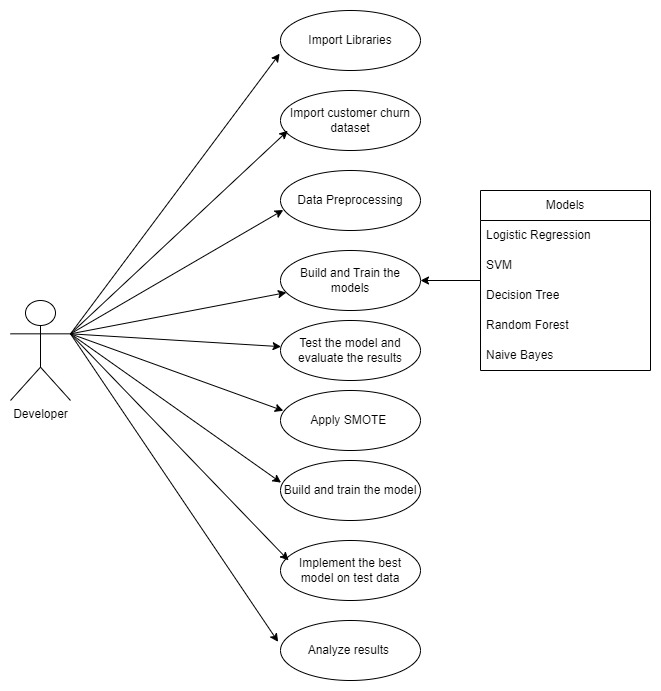 Import Libraries
Import customer churn
dataset
Data Preprocessing
Models
Logistic Regression
Build and Train the
models
SVM
Decision Tree
Random Forest
Naive Bayes
Test the model and
evaluate the results
Developer
Apply SMOTE
Build and train the model
Implement the best
model on test data
Analyze results